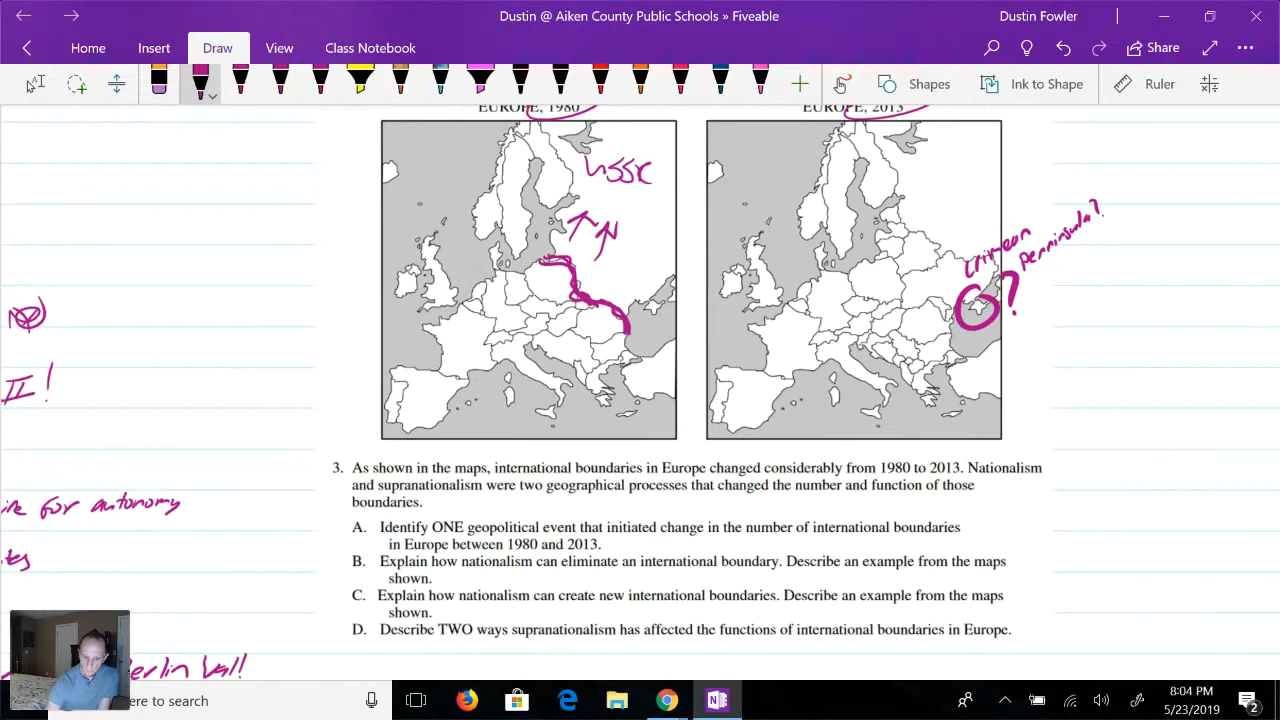 Dustin @ Aiken County Public Schools » Fiveable
Dustin Fowler
Home Insert Draw View Class Notebook
Share
Shapes Ink to Shape Ruler
EUROPE, 1980 EUROPE, 2013
USSR
Crimean
Penninsula?
?
II!
for autonomy
3. As shown in the maps, international boundaries in Europe changed considerably from 1980 to 2013. Nationalism
and supranationalism were two geographical processes that changed the number and function of those
boundaries.
A. Identify ONE geopolitical event that initiated change in the number of international boundaries
in Europe between 1980 and 2013.
B. Explain how nationalism can eliminate an international boundary. Describe an example from the maps
shown.
C. Explain how nationalism can create new international boundaries. Describe an example from the maps
shown.
D. Describe TWO ways supranationalism has affected the functions of international boundaries in Europe.
erlin Wall
ere to search
8:04 PM
5/23/2019
2